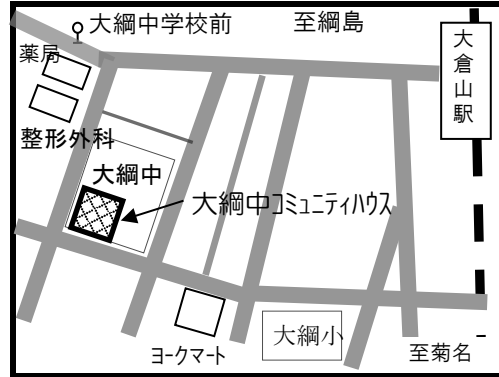 大綱中学校前
至綱島
薬局
大倉山駅
整形外科
大綱中
大綱中ｺﾐｭﾆﾃｨﾊｳｽ
ﾖｰｸﾏｰﾄ
大綱小
至菊名